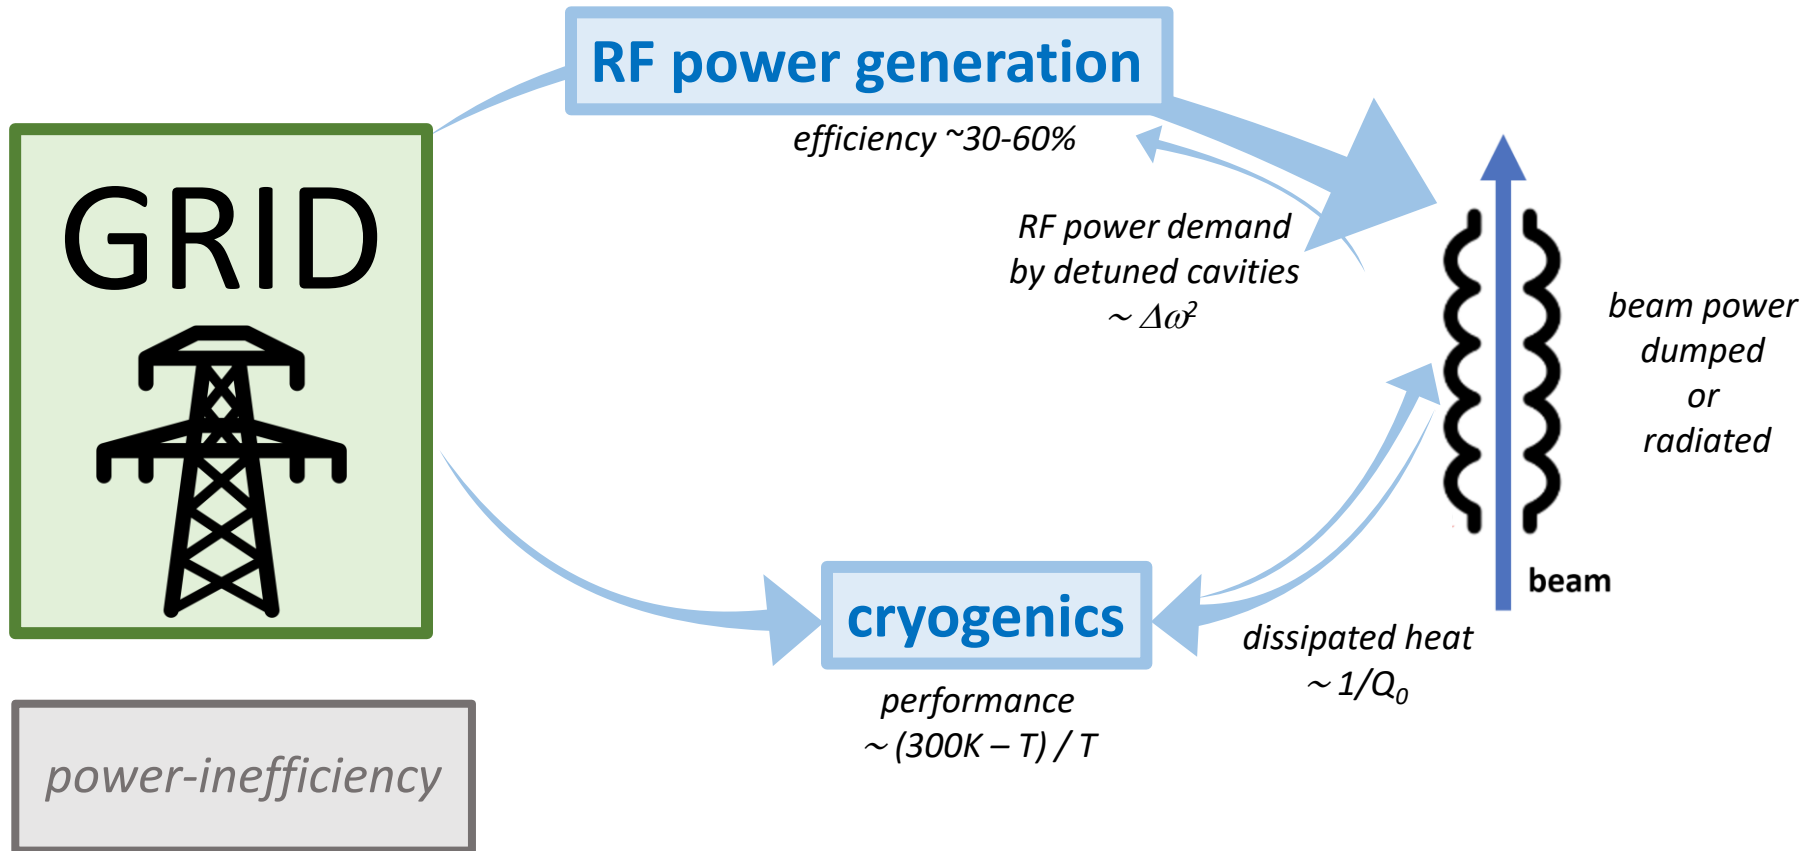 RF power generation
efficiency ~30-60%
GRID
RF power demand
by detuned cavities
~ Δω²
beam power
dumped
or
radiated
beam
cryogenics
dissipated heat
~ 1/Q₀
performance
~ (300K – T) / T
power-inefficiency